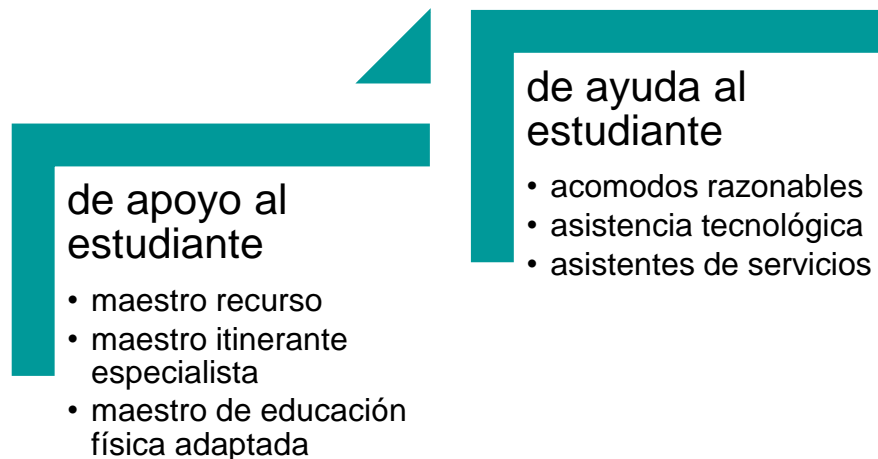 de apoyo al
estudiante
• maestro recurso
• maestro itinerante
especialista
• maestro de educación
física adaptada
de ayuda al
estudiante
• acomodos razonables
• asistencia tecnológica
• asistentes de servicios